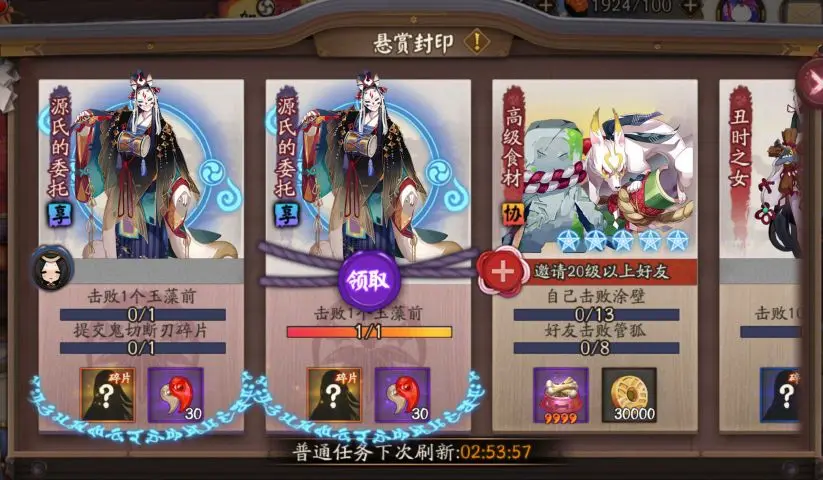 1924/100
悬赏封印
源氏的委托
享
击败1个玉藻前
0/1
提交鬼切断刃碎片
0/1
碎片
?
30
源氏的委托
享
领取
击败1个玉藻前
1/1
碎片
?
30
高级食材
协
邀请20级以上好友
自己击败涂壁
0/13
好友击败管狐
0/8
9999
30000
丑时之女
击败10
碎
?
普通任务下次刷新:02:53:57